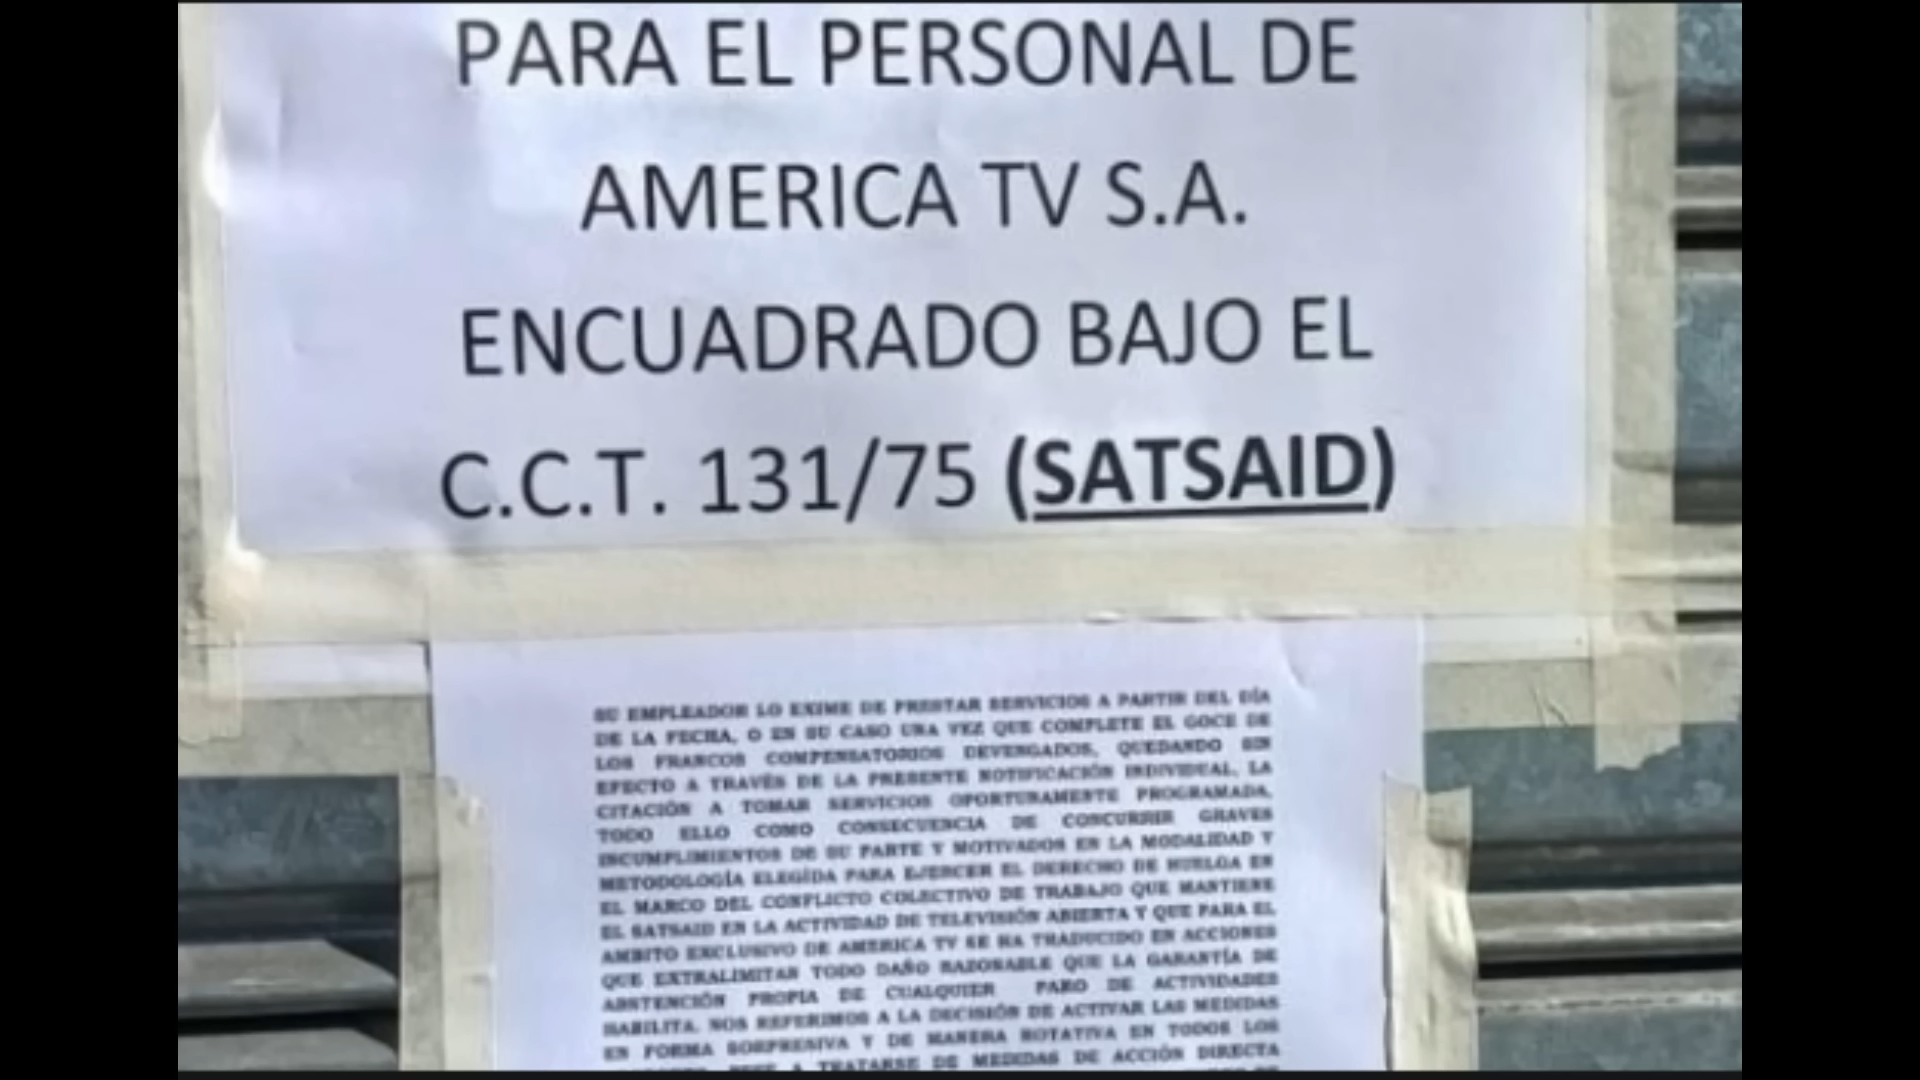 PARA EL PERSONAL DE
AMERICA TV S.A.
ENCUADRADO BAJO EL
C.C.T. 131/75 (SATSAID)
SU EMPLEADOR LO EXIME DE PRESTAR SERVICIOS A PARTIR DEL DÍA
DE LA FECHA, O EN SU CASO UNA VEZ QUE COMPLETE EL GOCE DE
LOS FRANCOS COMPENSATORIOS DEVENGADOS, QUEDANDO SIN
EFECTO A TRAVÉS DE LA PRESENTE NOTIFICACIÓN INDIVIDUAL, LA
CITACIÓN A TOMAR SERVICIOS OPORTUNAMENTE PROGRAMADA,
TODO ELLO COMO CONSECUENCIA DE CONCURRIR GRAVES
INCUMPLIMIENTOS DE SU PARTE Y MOTIVADOS EN LA MODALIDAD Y
METODOLOGÍA ELEGIDA PARA EJERCER EL DERECHO DE HUELGA EN
EL MARCO DEL CONFLICTO COLECTIVO DE TRABAJO QUE MANTIENE
EL SATSAID EN LA ACTIVIDAD DE TELEVISIÓN ABIERTA Y QUE PARA EL
AMBITO EXCLUSIVO DE AMERICA TV SE HA TRADUCIDO EN ACCIONES
QUE EXTRALIMITAN TODO DAÑO RAZONABLE QUE LA GARANTÍA DE
ABSTENCIÓN PROPIA DE CUALQUIER PARO DE ACTIVIDADES
HABILITA. NOS REFERIMOS A LA DECISIÓN DE ACTIVAR LAS MEDIDAS
EN FORMA SORPRESIVA Y DE MANERA ROTATIVA EN TODOS LOS
A TRATARSE DE MEDIDAS DE ACCIÓN DIRECTA